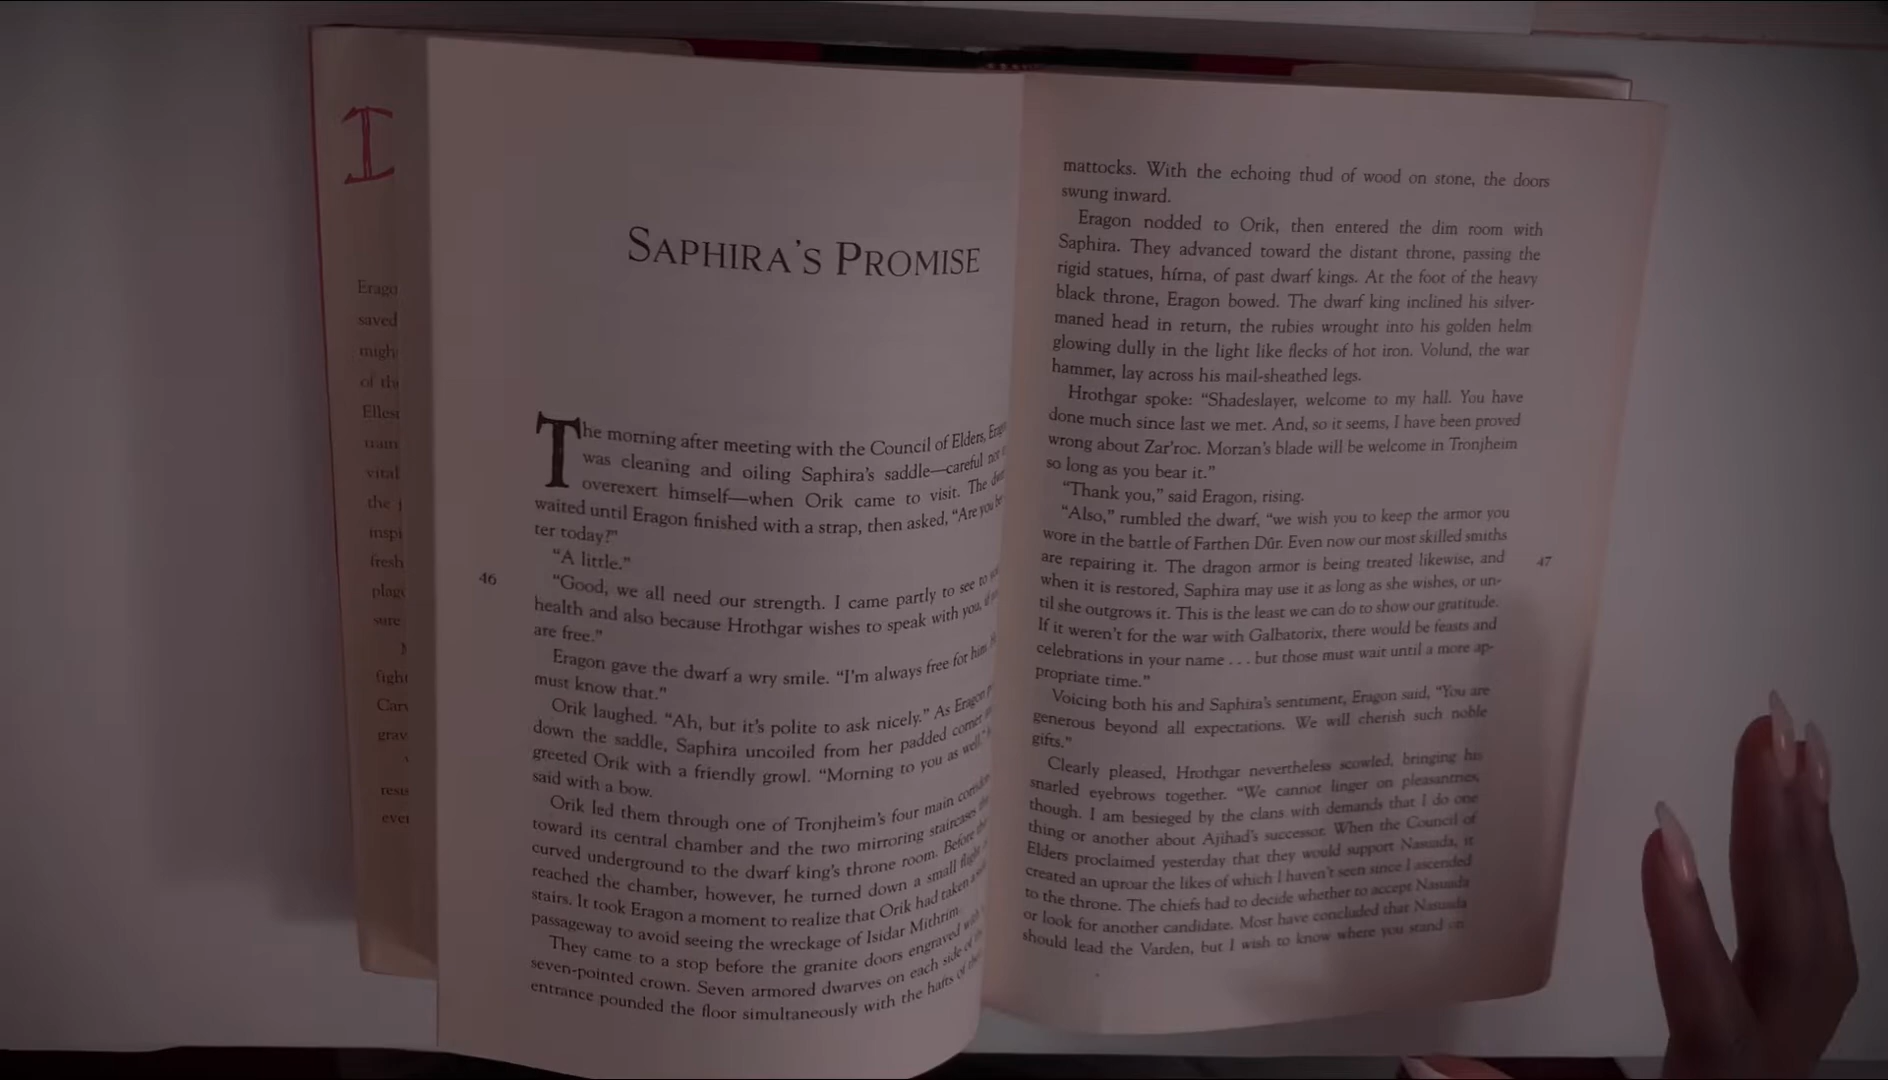 I
Erago
saved
migh
of th
Elles
nam
vital
the f
inspi
fresh
plag
sure
fight
Car
grav
rests
ever
SAPHIRA'S PROMISE
The morning after meeting with the Council of Elders,
was cleaning and oiling Saphira's saddle—careful
overexert himself—when Orik came to visit. The
waited until Eragon finished with a strap, then asked, "Are you
ter today?"
"A little."
"Good, we all need our strength. I came partly to see to
health and also because Hrothgar wishes to speak with you, if
are free."
Eragon gave the dwarf a wry smile. "I'm always free for him.
must know that."
Orik laughed. "Ah, but it's polite to ask nicely." As Eragon
down the saddle, Saphira uncoiled from her padded corner
greeted Orik with a friendly growl. "Morning to you as well,"
said with a bow.
Orik led them through one of Tronjheim's four main
toward its central chamber and the two mirroring staircases
curved underground to the dwarf king's throne room. Before
reached the chamber, however, he turned down a small flight
stairs. It took Eragon a moment to realize that Orik had taken a
passageway to avoid seeing the wreckage of Isidar Mithrim.
They came to a stop before the granite doors engraved with
seven-pointed crown. Seven armored dwarves on each side of
entrance pounded the floor simultaneously with the hafts of
46
mattocks. With the echoing thud of wood on stone, the doors
swung inward.
Eragon nodded to Orik, then entered the dim room with
Saphira. They advanced toward the distant throne, passing the
rigid statues, hírna, of past dwarf kings. At the foot of the heavy
black throne, Eragon bowed. The dwarf king inclined his silver-
maned head in return, the rubies wrought into his golden helm
glowing dully in the light like flecks of hot iron. Volund, the war
hammer, lay across his mail-sheathed legs.
Hrothgar spoke: "Shadeslayer, welcome to my hall. You have
done much since last we met. And, so it seems, I have been proved
wrong about Zar'roc. Morzan's blade will be welcome in Tronjheim
so long as you bear it."
"Thank you," said Eragon, rising.
"Also," rumbled the dwarf, "we wish you to keep the armor you
wore in the battle of Farthen Dûr. Even now our most skilled smiths
are repairing it. The dragon armor is being treated likewise, and
when it is restored, Saphira may use it as long as she wishes, or un-
til she outgrows it. This is the least we can do to show our gratitude.
If it weren't for the war with Galbatorix, there would be feasts and
celebrations in your name . . . but those must wait until a more ap-
propriate time."
Voicing both his and Saphira's sentiment, Eragon said, "You are
generous beyond all expectations. We will cherish such noble
gifts."
Clearly pleased, Hrothgar nevertheless scowled, bringing his
snarled eyebrows together. "We cannot linger on pleasantries,
though. I am besieged by the clans with demands that I do one
thing or another about Ajihad's successor. When the Council of
Elders proclaimed yesterday that they would support Nasuada, it
created an uproar the likes of which I haven't seen since I ascended
to the throne. The chiefs had to decide whether to accept Nasuada
or look for another candidate. Most have concluded that Nasuada
should lead the Varden, but I wish to know where you stand on
47